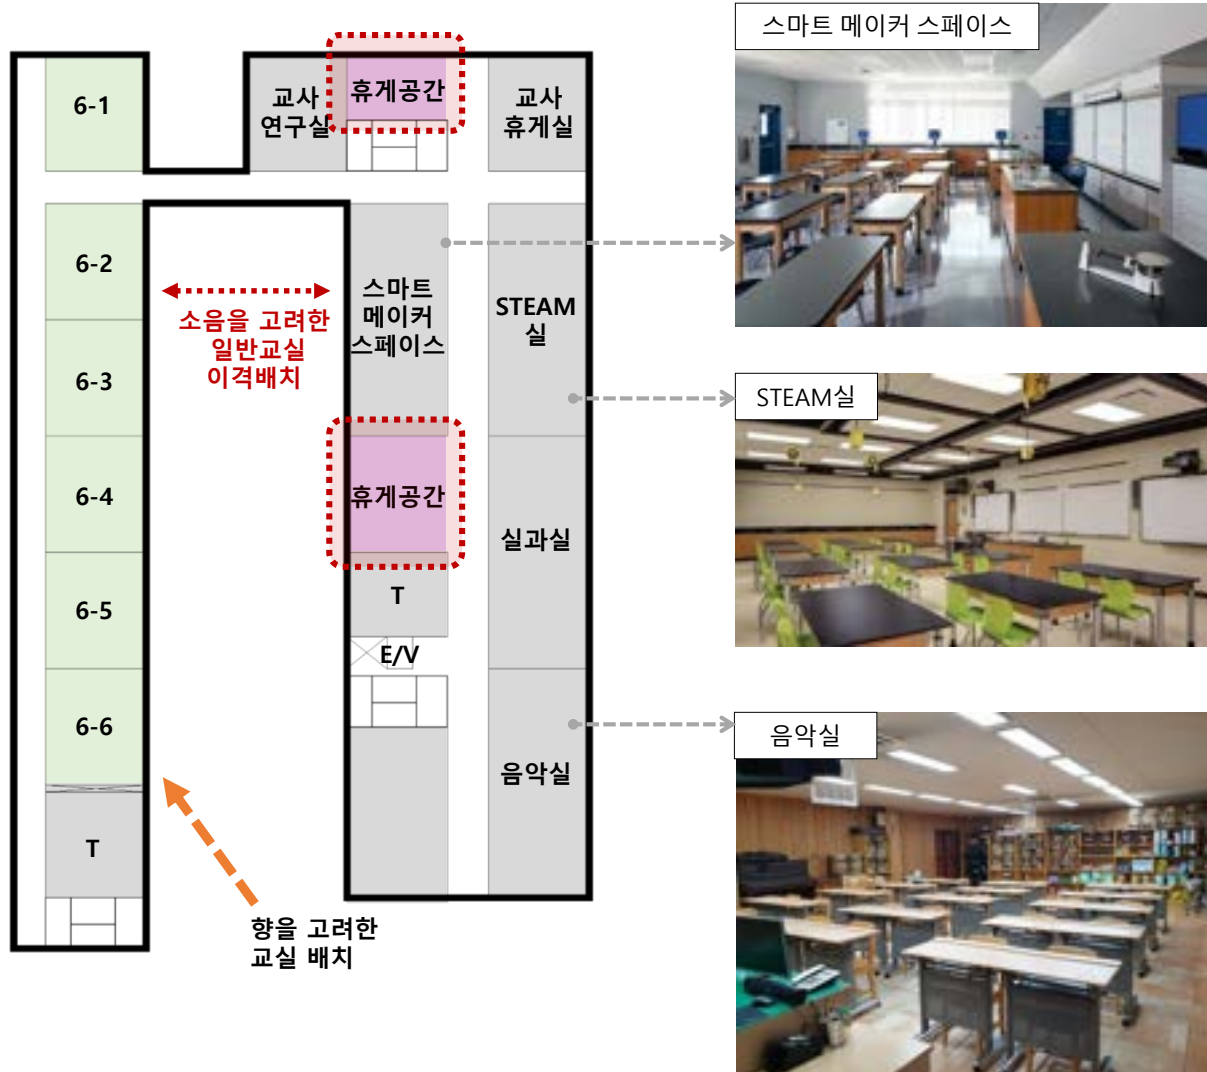 스마트 메이커 스페이스
6-1
교사
연구실
휴게공간
교사
휴게실
6-2
6-3
6-4
6-5
6-6
T
소음을 고려한
일반교실
이격배치
스마트
메이커
스페이스
STEAM
실
휴게공간
실과실
T
E/V
음악실
향을 고려한
교실 배치
STEAM실
음악실